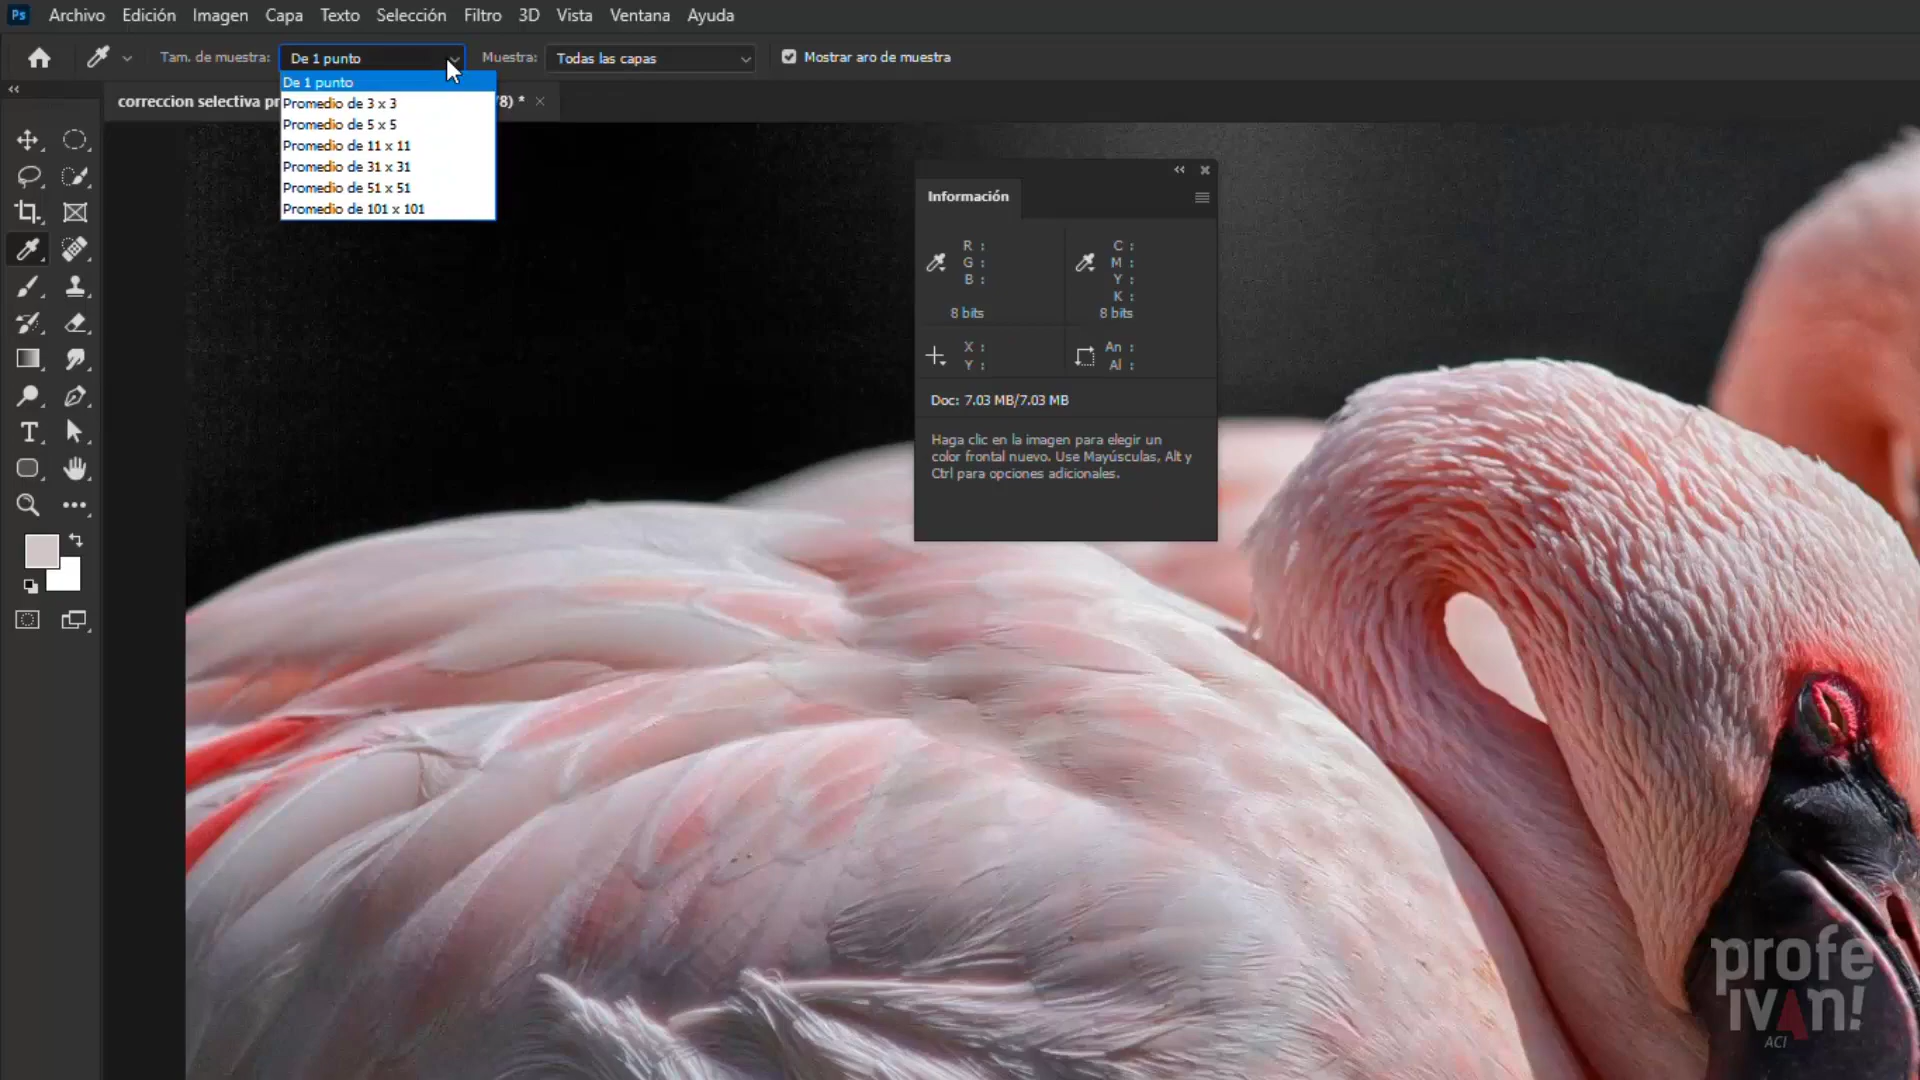 Ps Archivo Edición Imagen Capa Texto Selección Filtro 3D Vista Ventana Ayuda
Tam. de muestra: De 1 punto Muestra: Todas las capas Mostrar aro de muestra
De 1 punto
correccion selectiva pr /8) * ×
Promedio de 3 x 3
Promedio de 5 x 5
Promedio de 11 x 11
Promedio de 31 x 31
Promedio de 51 x 51
Promedio de 101 x 101
Información
R : C :
G : M :
B : Y :
K :
8 bits 8 bits
X : An :
Y : Al :
Doc: 7.03 MB/7.03 MB
Haga clic en la imagen para elegir un
color frontal nuevo. Use Mayúsculas, Alt y
Ctrl para opciones adicionales.
T
profe
ivan!
ACI